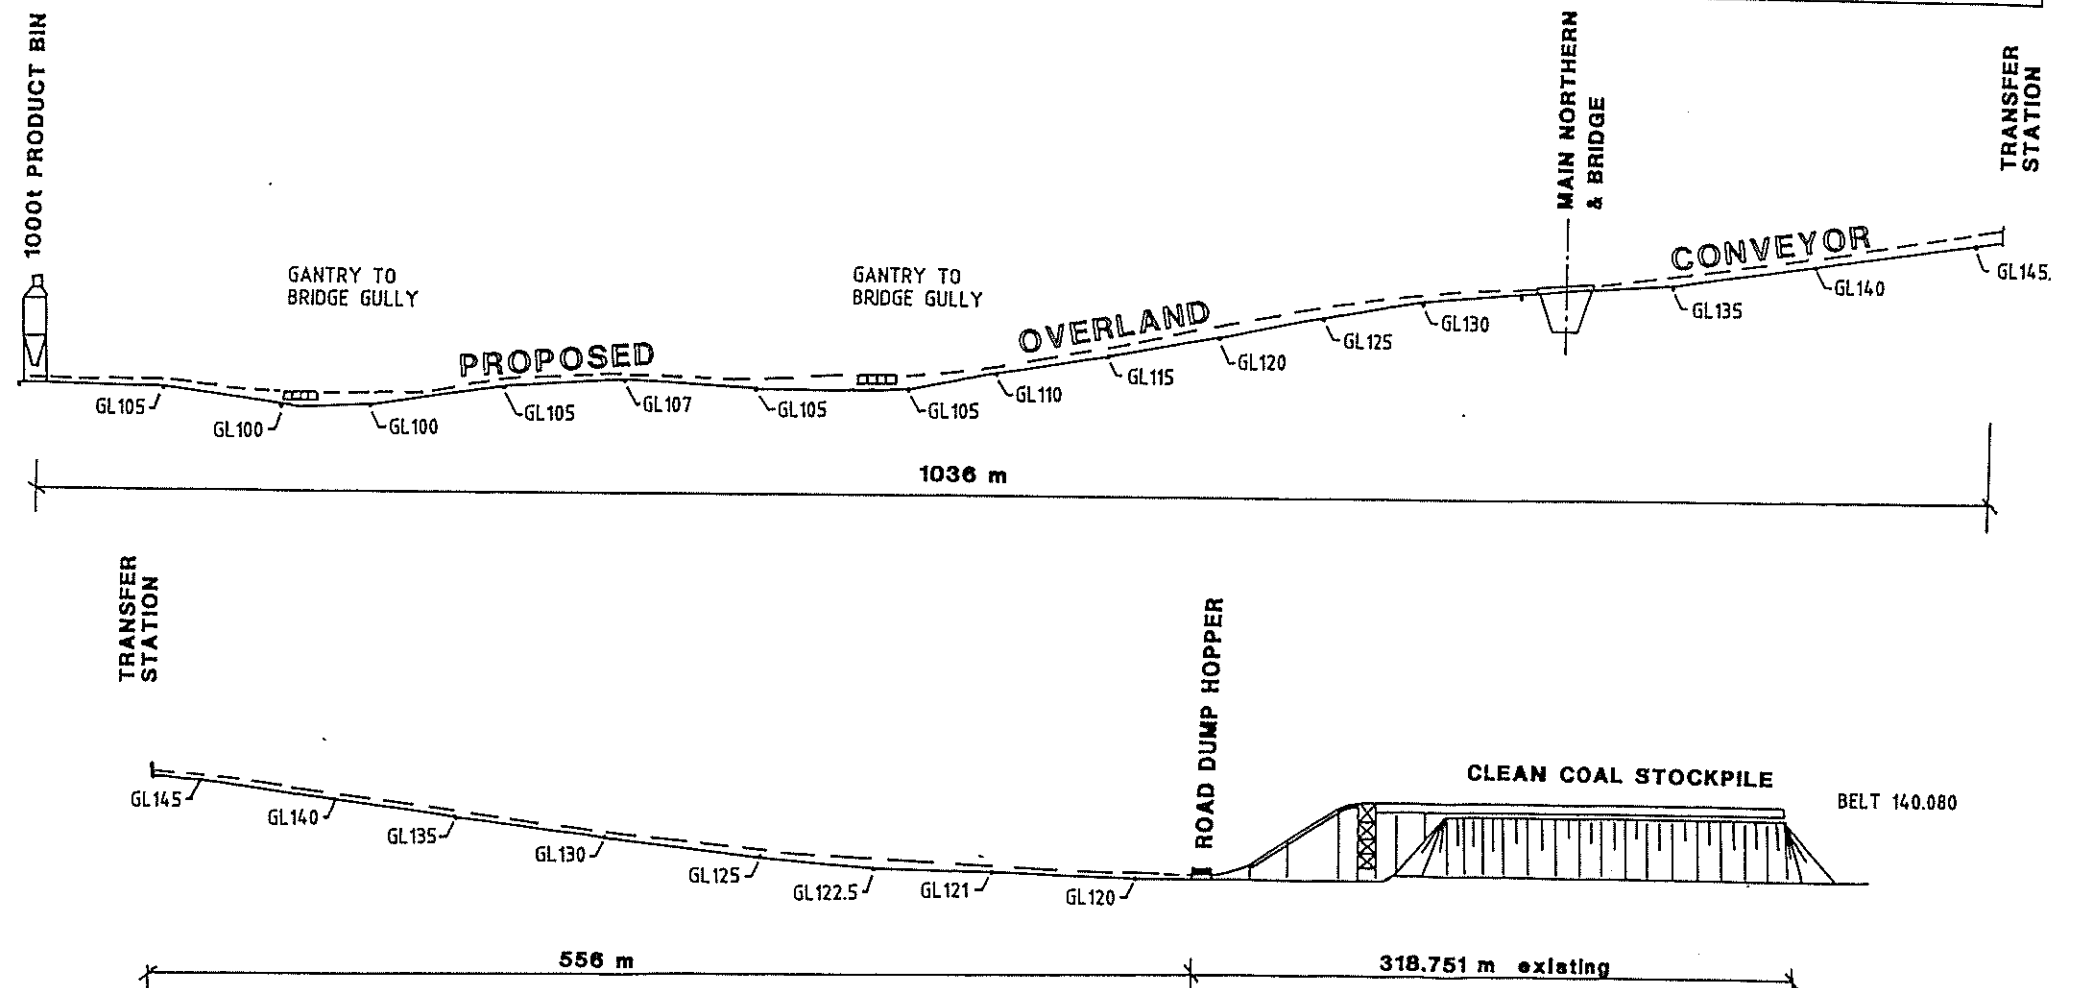 1000t PRODUCT BIN
MAIN NORTHERN
& BRIDGE
TRANSFER
STATION
GANTRY TO
BRIDGE GULLY
GANTRY TO
BRIDGE GULLY
PROPOSED
OVERLAND
CONVEYOR
GL105
GL100
GL100
GL105
GL107
GL105
GL105
GL110
GL115
GL120
GL125
GL130
GL135
GL140
GL145.
1036 m
TRANSFER
STATION
ROAD DUMP HOPPER
CLEAN COAL STOCKPILE
BELT 140.080
GL145
GL140
GL135
GL130
GL125
GL122.5
GL121
GL120
556 m
318.751 m existing